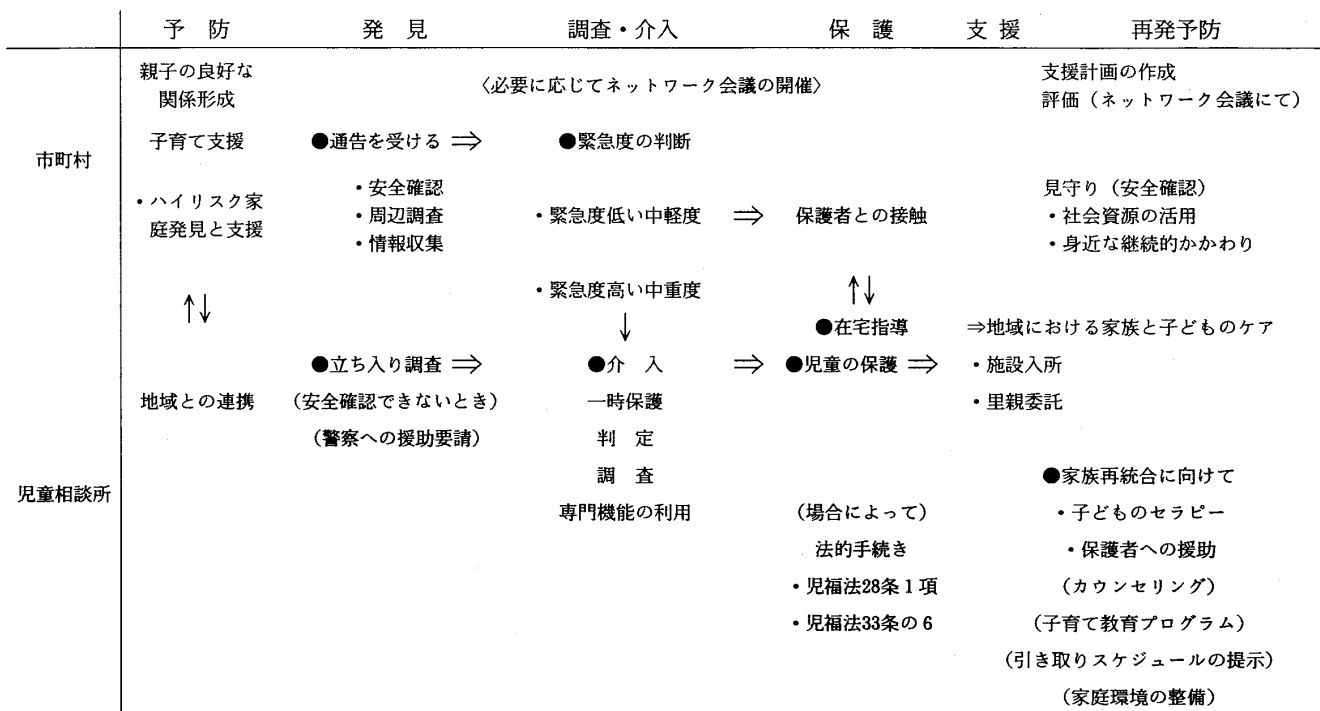 予 防 発 見 調査・介入 保 護 支 援 再発予防
親子の良好な 支援計画の作成
関係形成 〈必要に応じてネットワーク会議の開催〉 評価（ネットワーク会議にて）
市町村 子育て支援 ●通告を受ける ⇒ ●緊急度の判断
・安全確認 見守り（安全確認）
・ハイリスク家 ・周辺調査 ・緊急度低い中軽度 ⇒ 保護者との接触 ・社会資源の活用
庭発見と支援 ・情報収集 ・身近な継続的かかわり
・緊急度高い中重度
↑↓ ↓ ↑↓
●在宅指導 ⇒地域における家族と子どものケア
●立ち入り調査 ⇒ ●介 入 ⇒ ●児童の保護 ⇒ ・施設入所
地域との連携 （安全確認できないとき） 一時保護 ・里親委託
（警察への援助要請） 判 定
児童相談所 調 査 ●家族再統合に向けて
専門機能の利用 （場合によって） ・子どものセラピー
法的手続き ・保護者への援助
・児福法28条1項 （カウンセリング）
・児福法33条の6 （子育て教育プログラム）
（引き取りスケジュールの提示）
（家庭環境の整備）